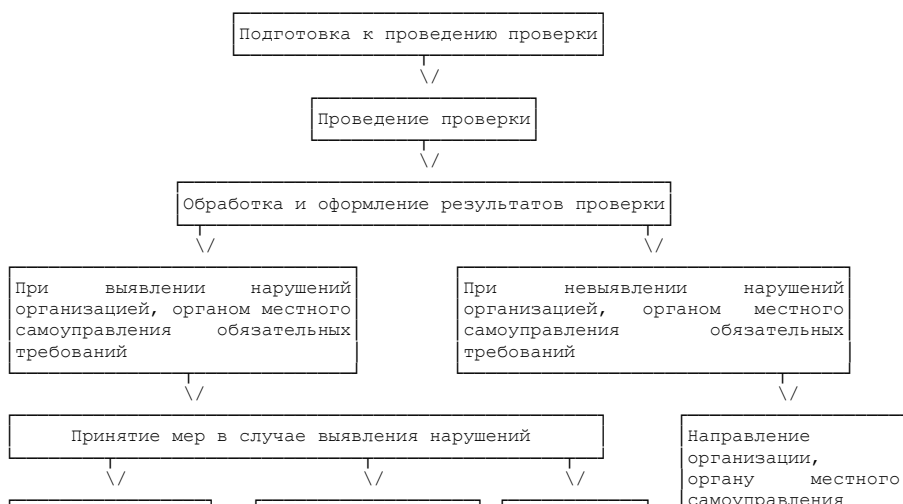 Подготовка к проведению проверки
Проведение проверки
Обработка и оформление результатов проверки
При выявлении нарушений
организацией, органом местного
самоуправления обязательных
требований
При невыявлении нарушений
организацией, органом местного
самоуправления обязательных
требований
Принятие мер в случае выявления нарушений
Направление
организации,
органу местного
самоуправления